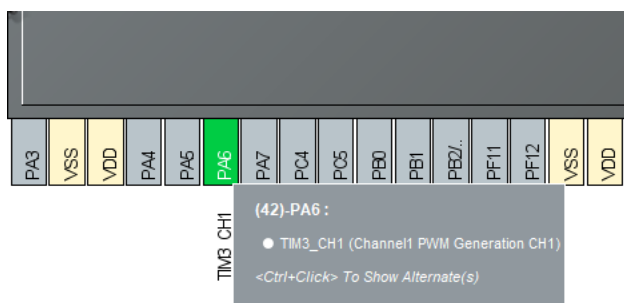 PA3
VSS
VDD
PA4
PA5
PA6
PA7
PC4
PC5
PB0
PB1
PB2/..
PF11
PF12
VSS
VDD
TIM3_CH1
(42)-PA6 :
TIM3_CH1 (Channel1 PWM Generation CH1)
<Ctrl+Click> To Show Alternate(s)